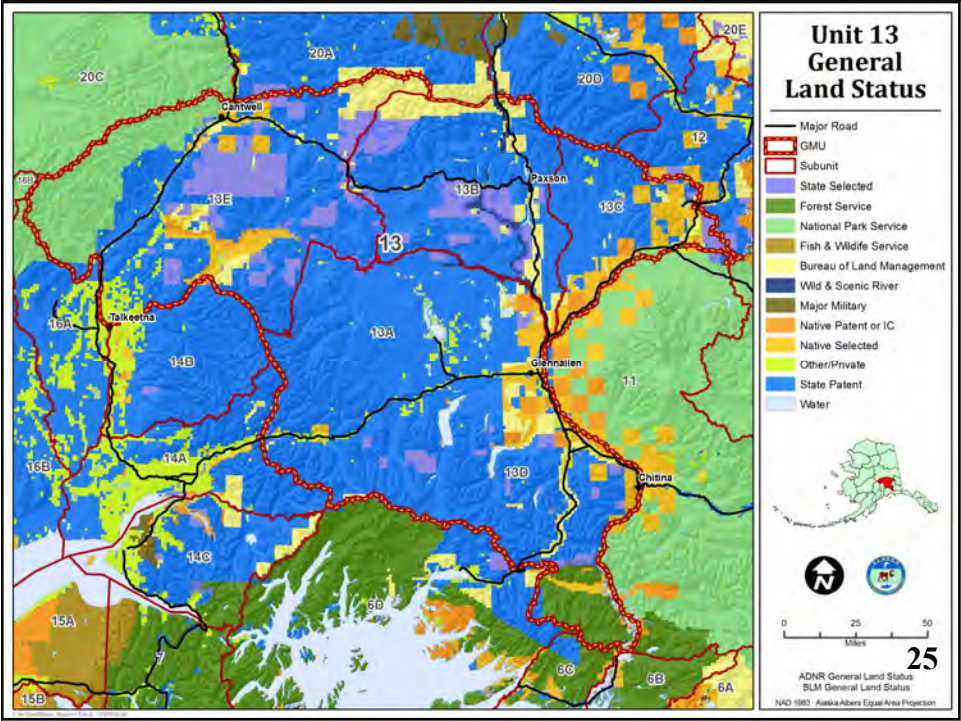 Unit 13
General
Land Status
Major Road
GMU
Subunit
State Selected
Forest Service
National Park Service
Fish & Wildlife Service
Bureau of Land Management
Wild & Scenic River
Major Military
Native Patent or IC
Native Selected
Other/Private
State Patent
Water
N
0 25 50
Miles
25
ADNR General Land Status
BLM General Land Status
NAD 1983 Alaska Albers Equal Area Projection
20E
20A
20C
20D
Cantwell
12
16B
Paxson
13E
13B
13C
13
16A
Talkeetna
13A
14B
Glennallen
11
14A
16B
13D
Chitina
14C
6D
15A
7
6C
6B
6A
15B